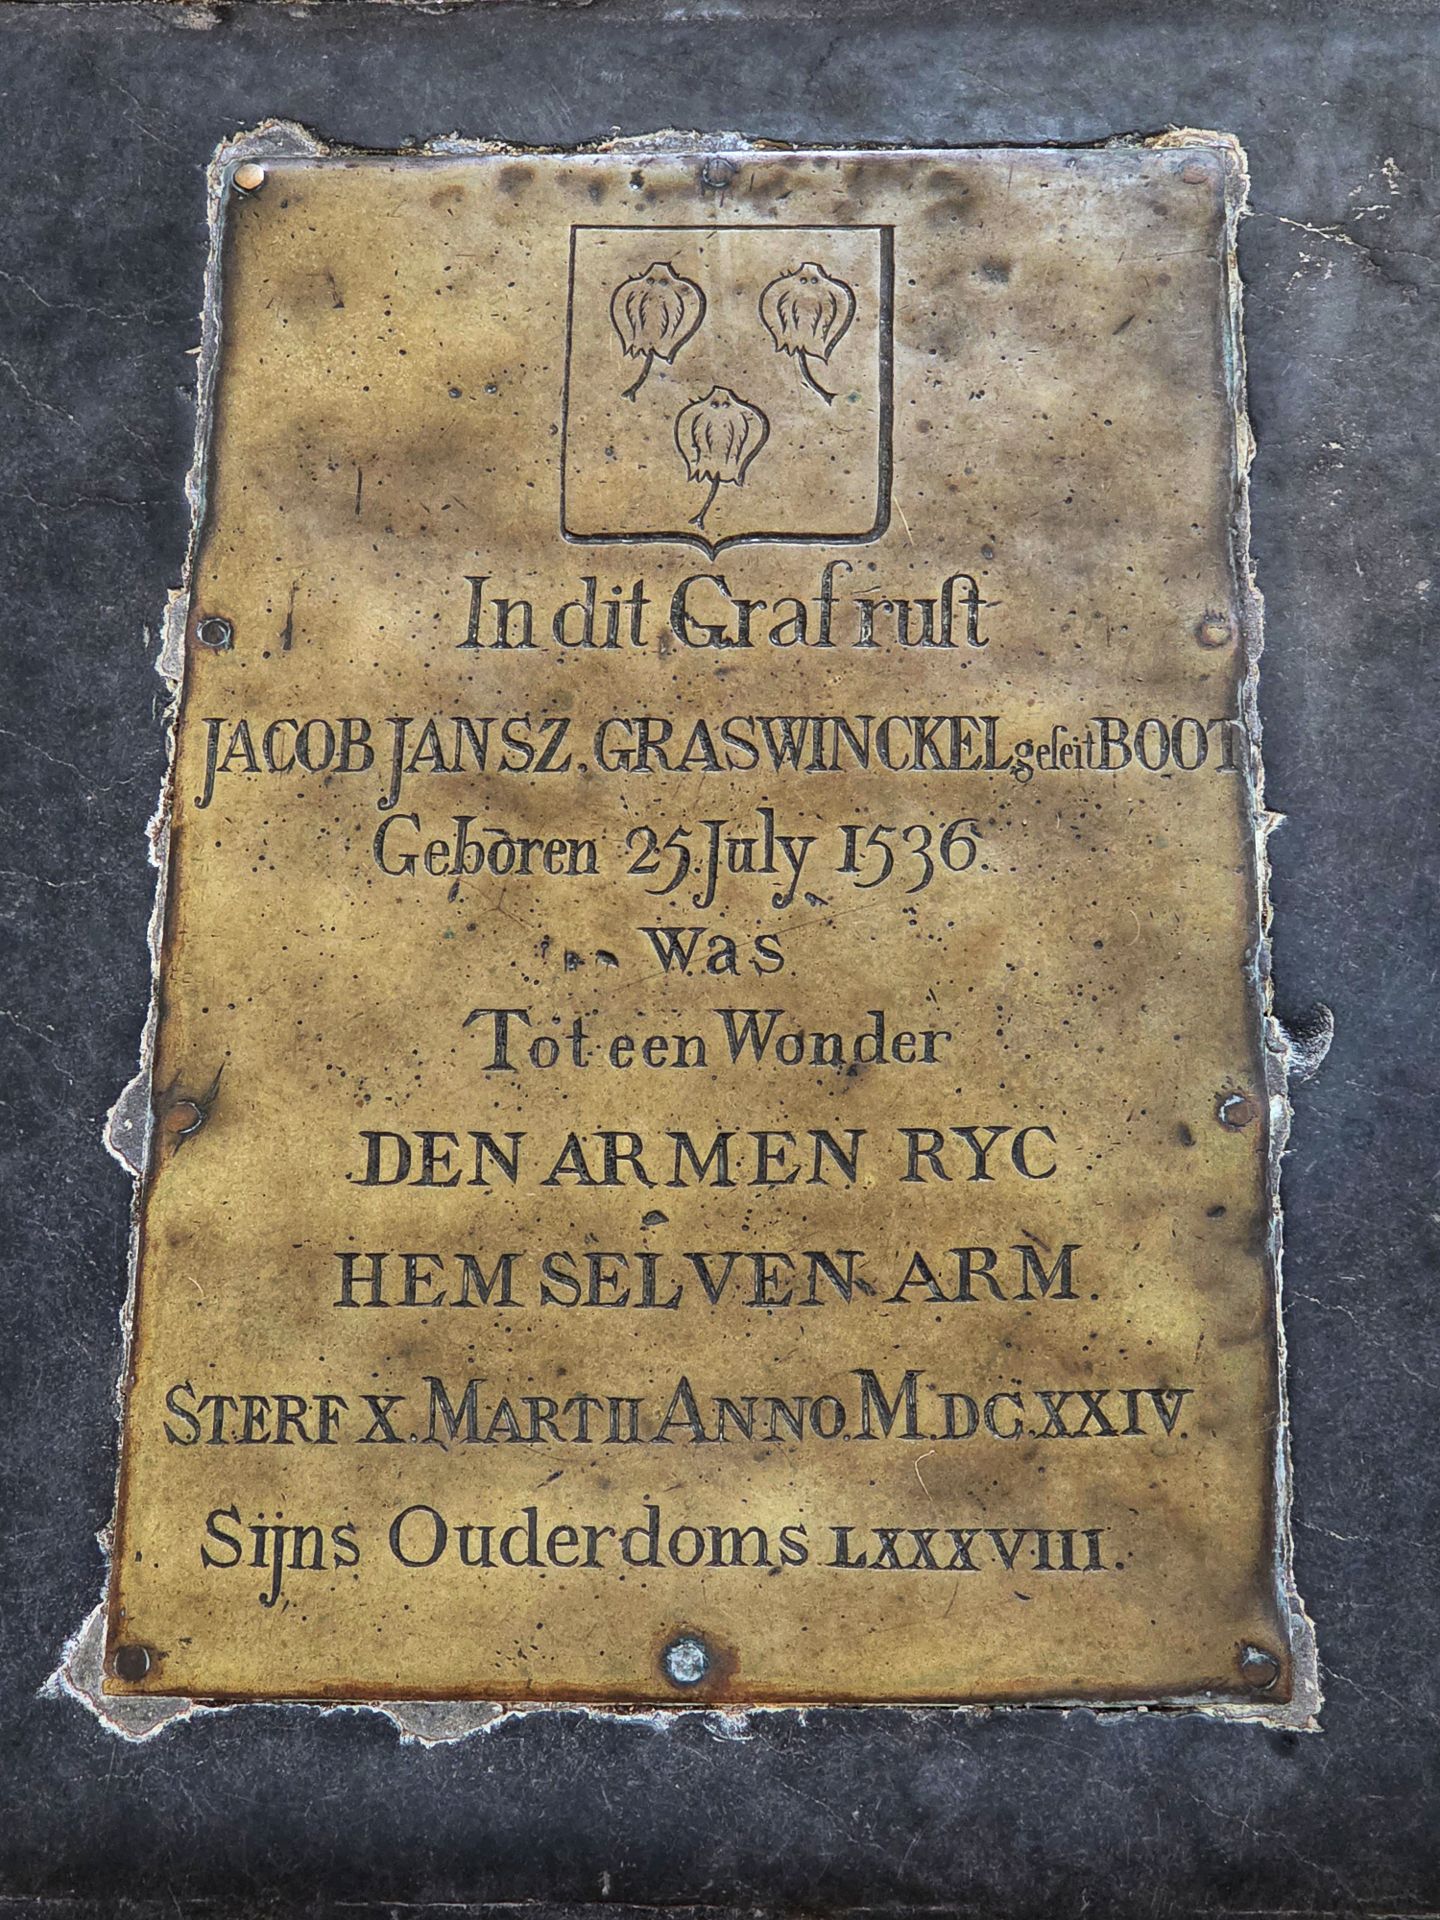 In dit Graf ruſt
JACOB JANSZ. GRASWINCKEL geſeit BOOT
Geboren 25 July 1536.
Was
Tot een Wonder
DEN ARMEN RYC
HEM SELVEN ARM.
STERF X. MARTII ANNO. M.DC.XXIV.
Sijns Ouderdoms LXXXVIII.